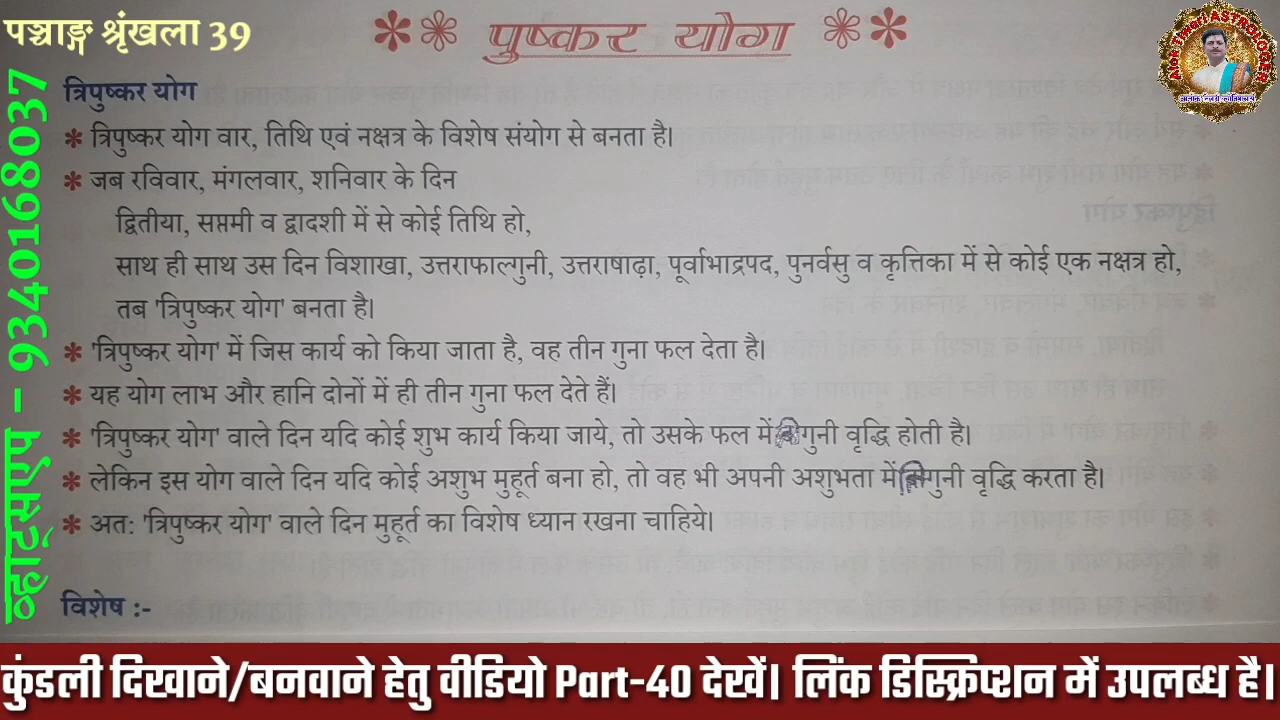 पञ्चाङ्ग श्रृंखला 39
पुष्कर योग
त्रिपुष्कर योग
* त्रिपुष्कर योग वार, तिथि एवं नक्षत्र के विशेष संयोग से बनता है।
* जब रविवार, मंगलवार, शनिवार के दिन
द्वितीया, सप्तमी व द्वादशी में से कोई तिथि हो,
साथ ही साथ उस दिन विशाखा, उत्तराफाल्गुनी, उत्तराषाढ़ा, पूर्वाभाद्रपद, पुनर्वसु व कृत्तिका में से कोई एक नक्षत्र हो,
तब 'त्रिपुष्कर योग' बनता है।
* 'त्रिपुष्कर योग' में जिस कार्य को किया जाता है, वह तीन गुना फल देता है।
* यह योग लाभ और हानि दोनों में ही तीन गुना फल देते हैं।
* 'त्रिपुष्कर योग' वाले दिन यदि कोई शुभ कार्य किया जाये, तो उसके फल में गुनी वृद्धि होती है।
* लेकिन इस योग वाले दिन यदि कोई अशुभ मुहूर्त बना हो, तो वह भी अपनी अशुभता में गुनी वृद्धि करता है।
* अतः 'त्रिपुष्कर योग' वाले दिन मुहूर्त का विशेष ध्यान रखना चाहिये।
विशेष :-
व्हाट्सएप - 9340168037
कुंडली दिखाने/बनवाने हेतु वीडियो Part-40 देखें। लिंक डिस्क्रिप्शन में उपलब्ध है।